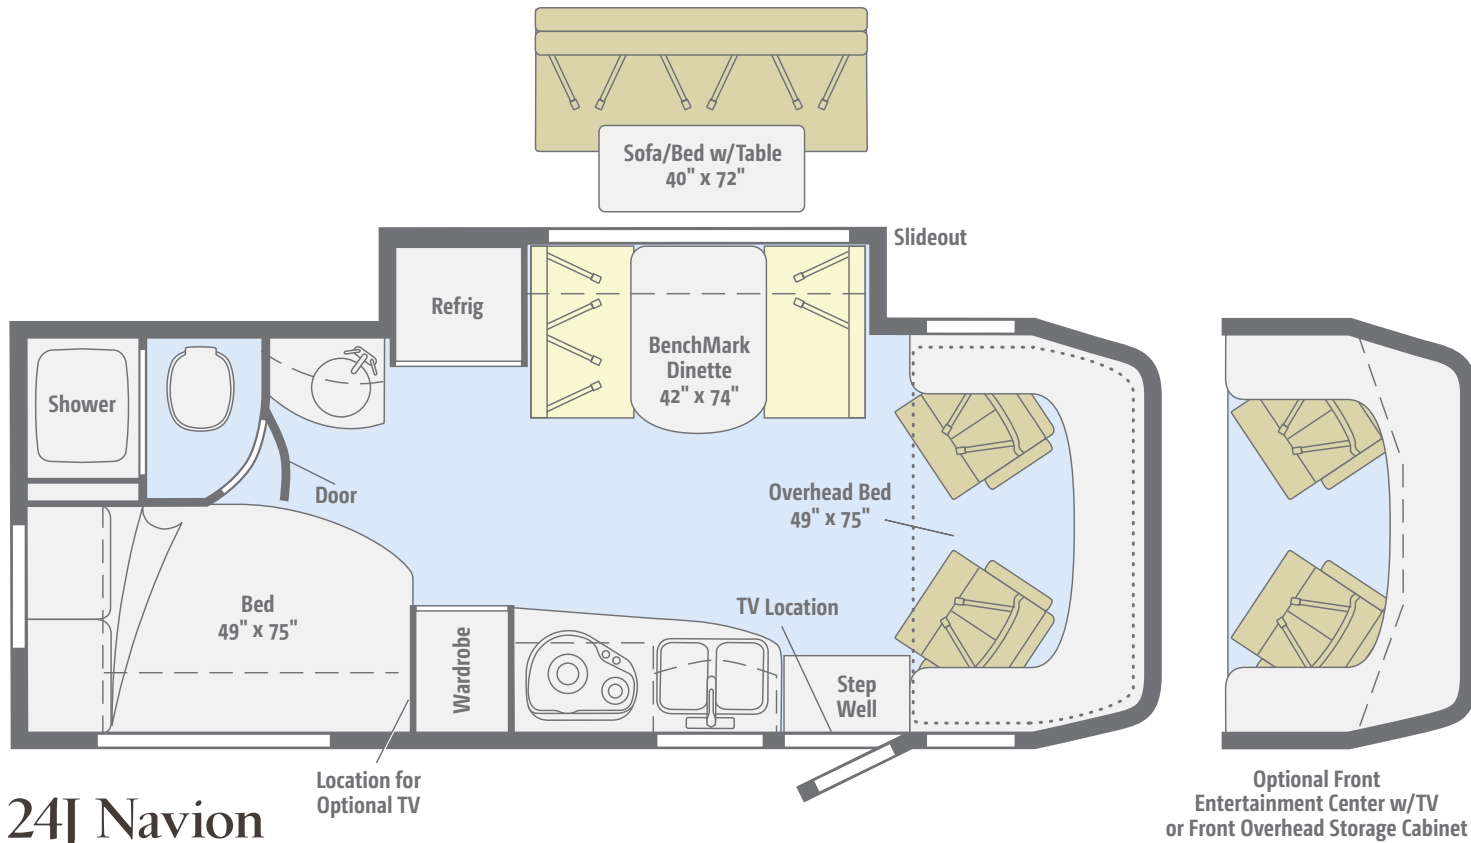 Sofa/Bed w/Table
40" x 72"
Slideout
Refrig
BenchMark
Dinette
42" x 74"
Shower
Door
Overhead Bed
49" x 75"
Bed
49" x 75"
TV Location
Wardrobe
Step
Well
Location for
Optional TV
Optional Front
Entertainment Center w/TV
or Front Overhead Storage Cabinet
24J Navion